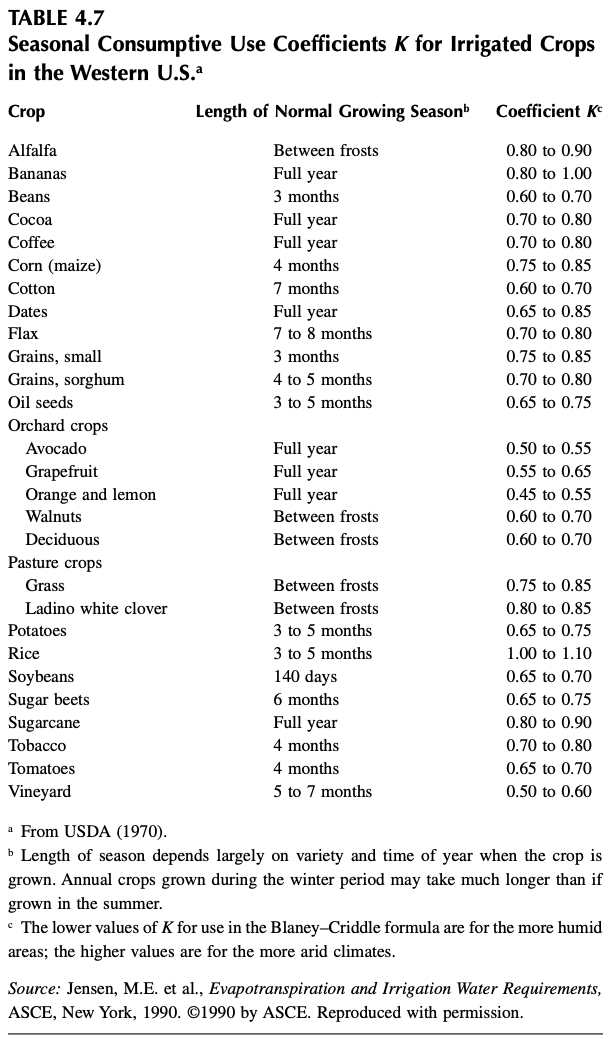 TABLE 4.7
Seasonal Consumptive Use Coefficients K for Irrigated Crops
in the Western U.S.ᵃ
Crop Length of Normal Growing Seasonᵇ Coefficient Kᶜ
Alfalfa Between frosts 0.80 to 0.90
Bananas Full year 0.80 to 1.00
Beans 3 months 0.60 to 0.70
Cocoa Full year 0.70 to 0.80
Coffee Full year 0.70 to 0.80
Corn (maize) 4 months 0.75 to 0.85
Cotton 7 months 0.60 to 0.70
Dates Full year 0.65 to 0.85
Flax 7 to 8 months 0.70 to 0.80
Grains, small 3 months 0.75 to 0.85
Grains, sorghum 4 to 5 months 0.70 to 0.80
Oil seeds 3 to 5 months 0.65 to 0.75
Orchard crops
Avocado Full year 0.50 to 0.55
Grapefruit Full year 0.55 to 0.65
Orange and lemon Full year 0.45 to 0.55
Walnuts Between frosts 0.60 to 0.70
Deciduous Between frosts 0.60 to 0.70
Pasture crops
Grass Between frosts 0.75 to 0.85
Ladino white clover Between frosts 0.80 to 0.85
Potatoes 3 to 5 months 0.65 to 0.75
Rice 3 to 5 months 1.00 to 1.10
Soybeans 140 days 0.65 to 0.70
Sugar beets 6 months 0.65 to 0.75
Sugarcane Full year 0.80 to 0.90
Tobacco 4 months 0.70 to 0.80
Tomatoes 4 months 0.65 to 0.70
Vineyard 5 to 7 months 0.50 to 0.60
ᵃ From USDA (1970).
ᵇ Length of season depends largely on variety and time of year when the crop is
grown. Annual crops grown during the winter period may take much longer than if
grown in the summer.
ᶜ The lower values of K for use in the Blaney–Criddle formula are for the more humid
areas; the higher values are for the more arid climates.
Source: Jensen, M.E. et al., Evapotranspiration and Irrigation Water Requirements,
ASCE, New York, 1990. ©1990 by ASCE. Reproduced with permission.